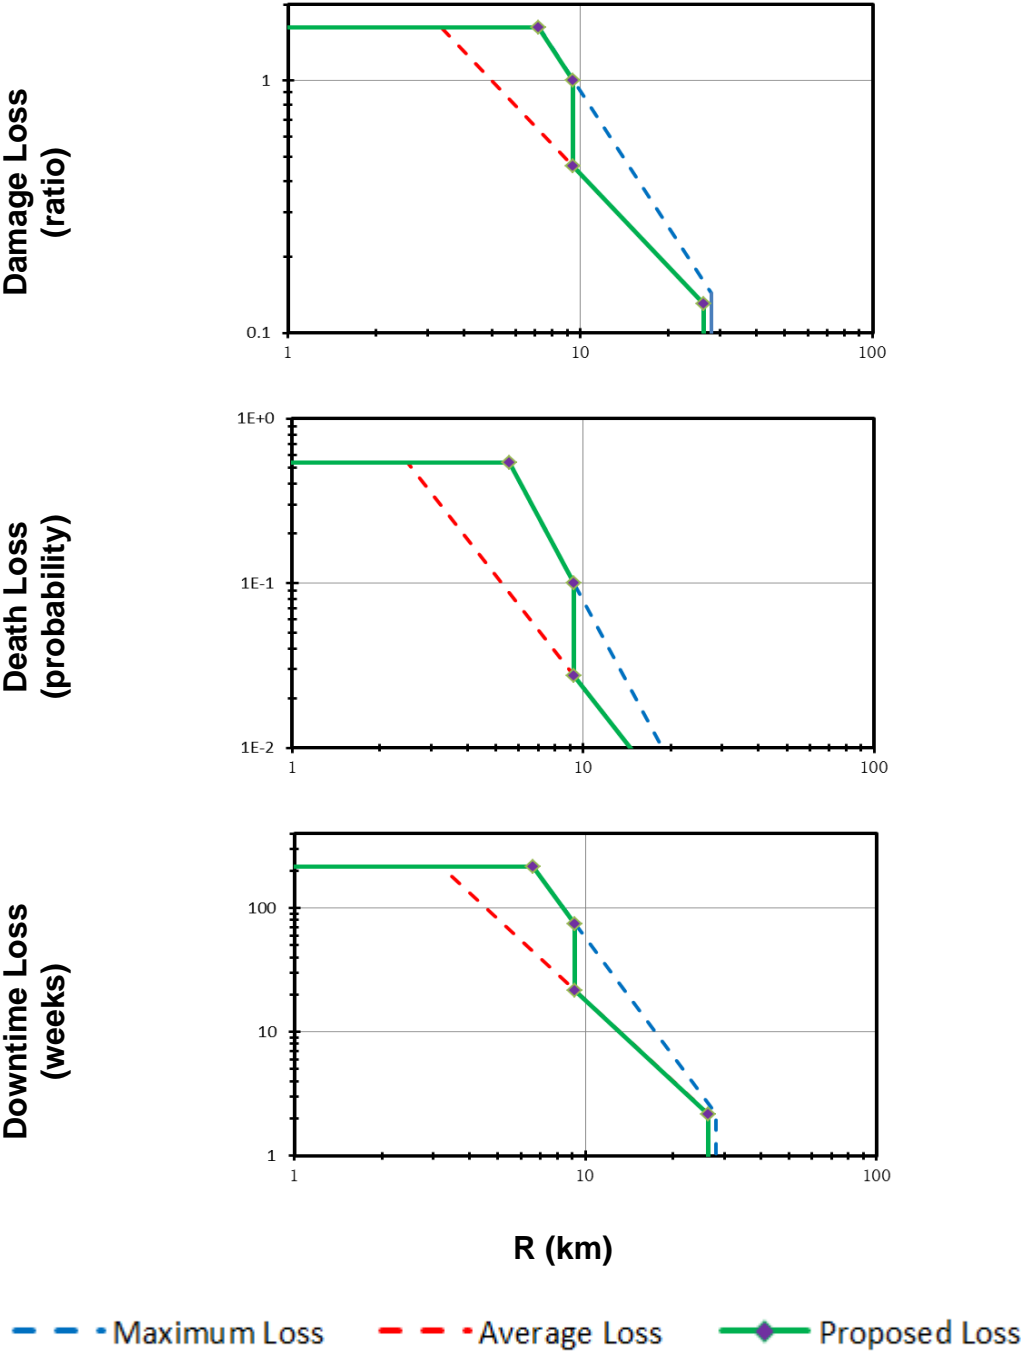 Damage Loss
(ratio)
1
0.1
1 10 100
Death Loss
(probability)
1E+0
1E-1
1E-2
1 10 100
Downtime Loss
(weeks)
100
10
1
1 10 100
R (km)
Maximum Loss Average Loss Proposed Loss